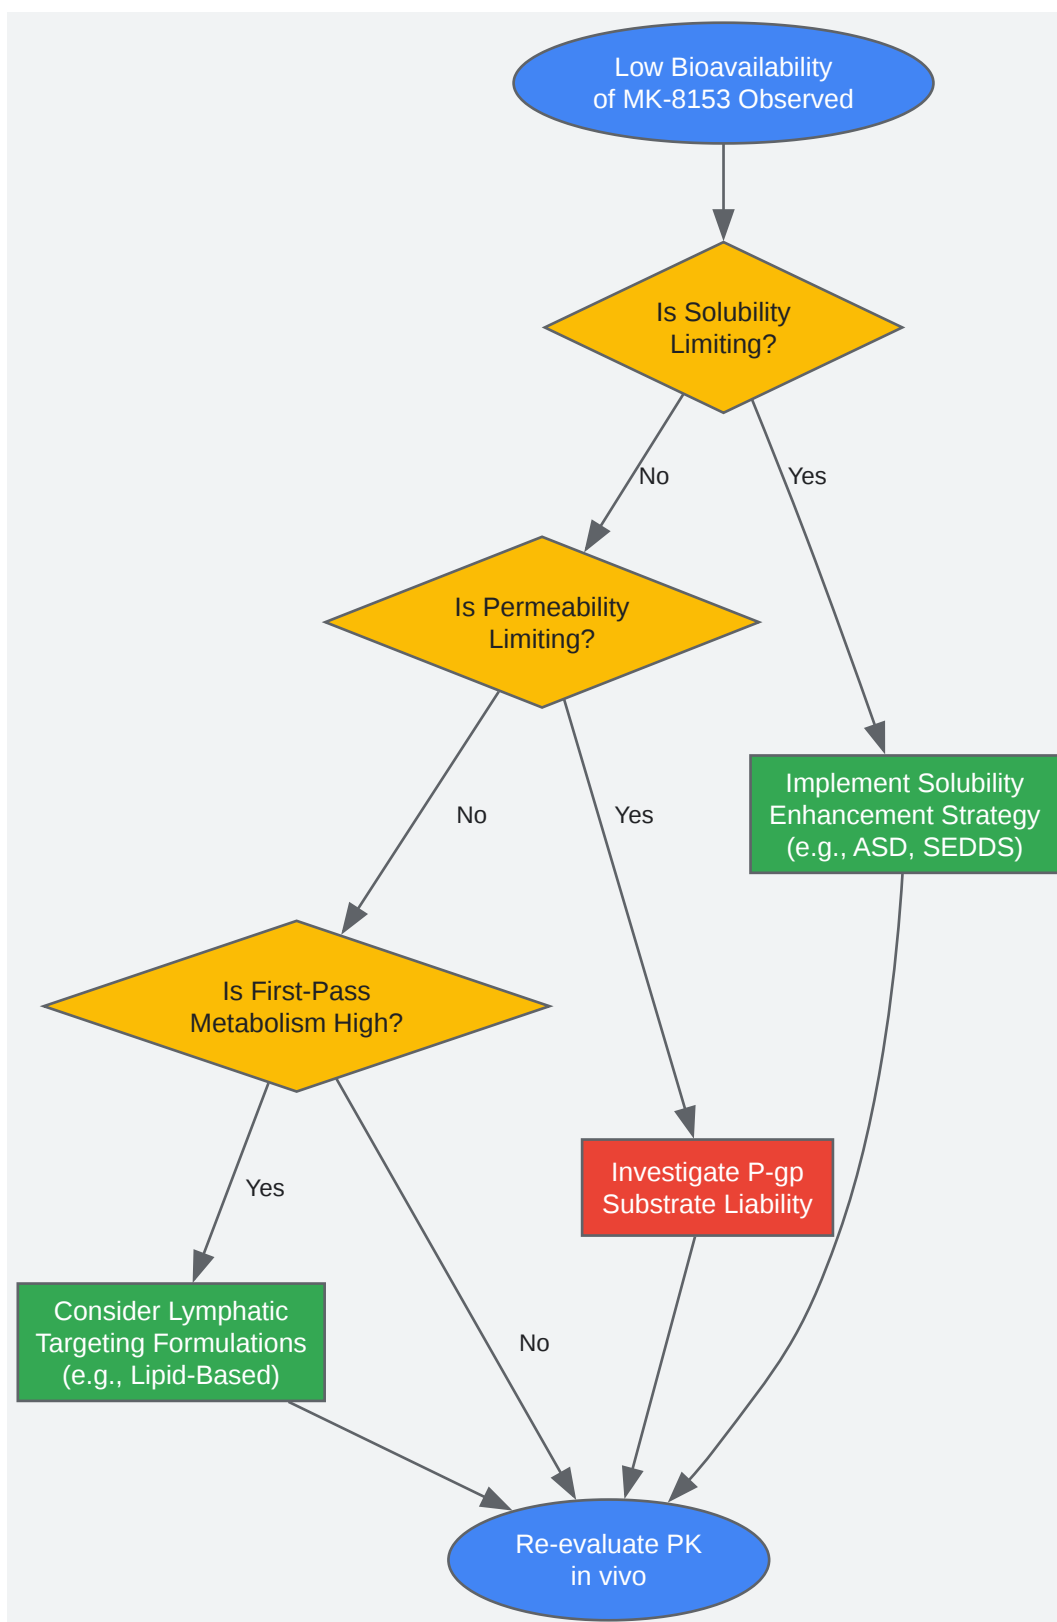 Low Bioavailability
of MK-8153 Observed
Is Solubility
Limiting?
No
Yes
Is Permeability
Limiting?
No
Yes
Implement Solubility
Enhancement Strategy
(e.g., ASD, SEDDS)
Is First-Pass
Metabolism High?
Yes
No
Investigate P-gp
Substrate Liability
Consider Lymphatic
Targeting Formulations
(e.g., Lipid-Based)
Re-evaluate PK
in vivo